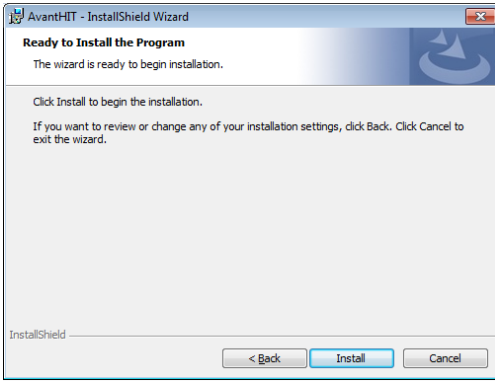 AvantHIT - InstallShield Wizard
Ready to Install the Program
The wizard is ready to begin installation.
Click Install to begin the installation.
If you want to review or change any of your installation settings, click Back. Click Cancel to
exit the wizard.
InstallShield
< Back
Install
Cancel